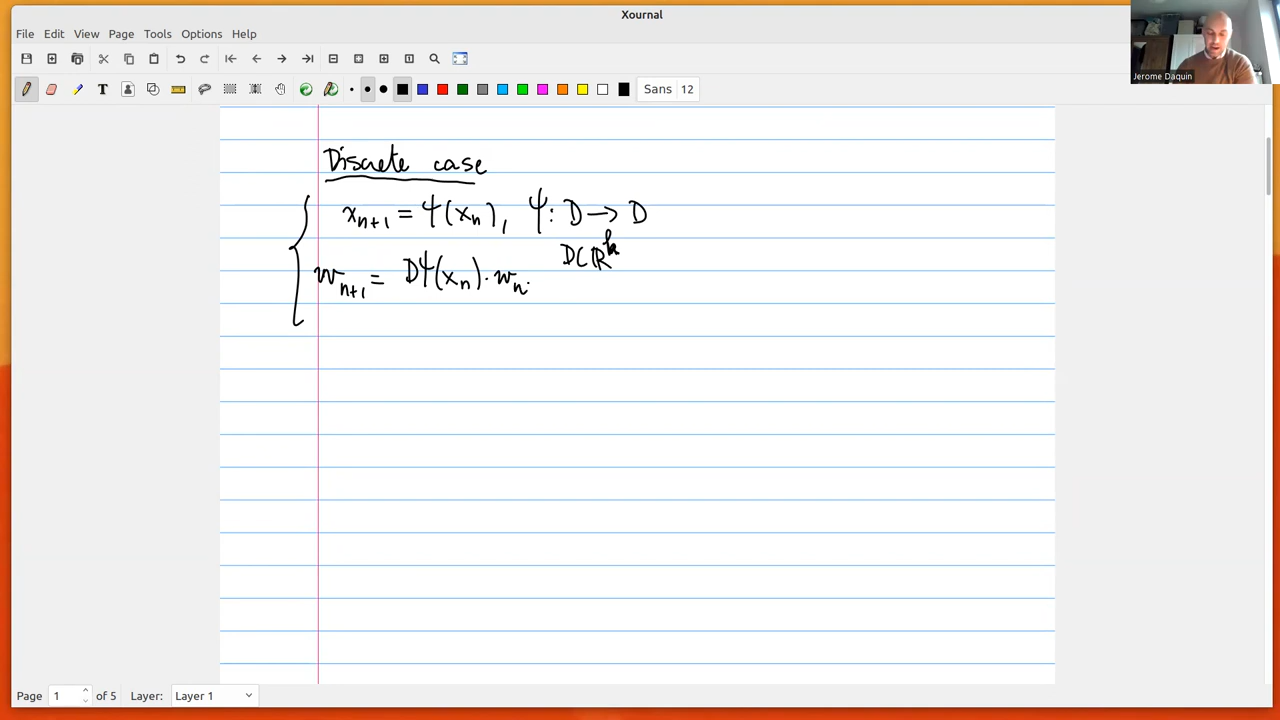 Xournal
File Edit View Page Tools Options Help
Sans 12
Jerome Daquin
Discrete case
x_{n+1} = Ψ(x_n), Ψ: D → D
D ⊂ ℝ^k
w_{n+1} = DΨ(x_n) · w_n.
Page 1 of 5 Layer: Layer 1